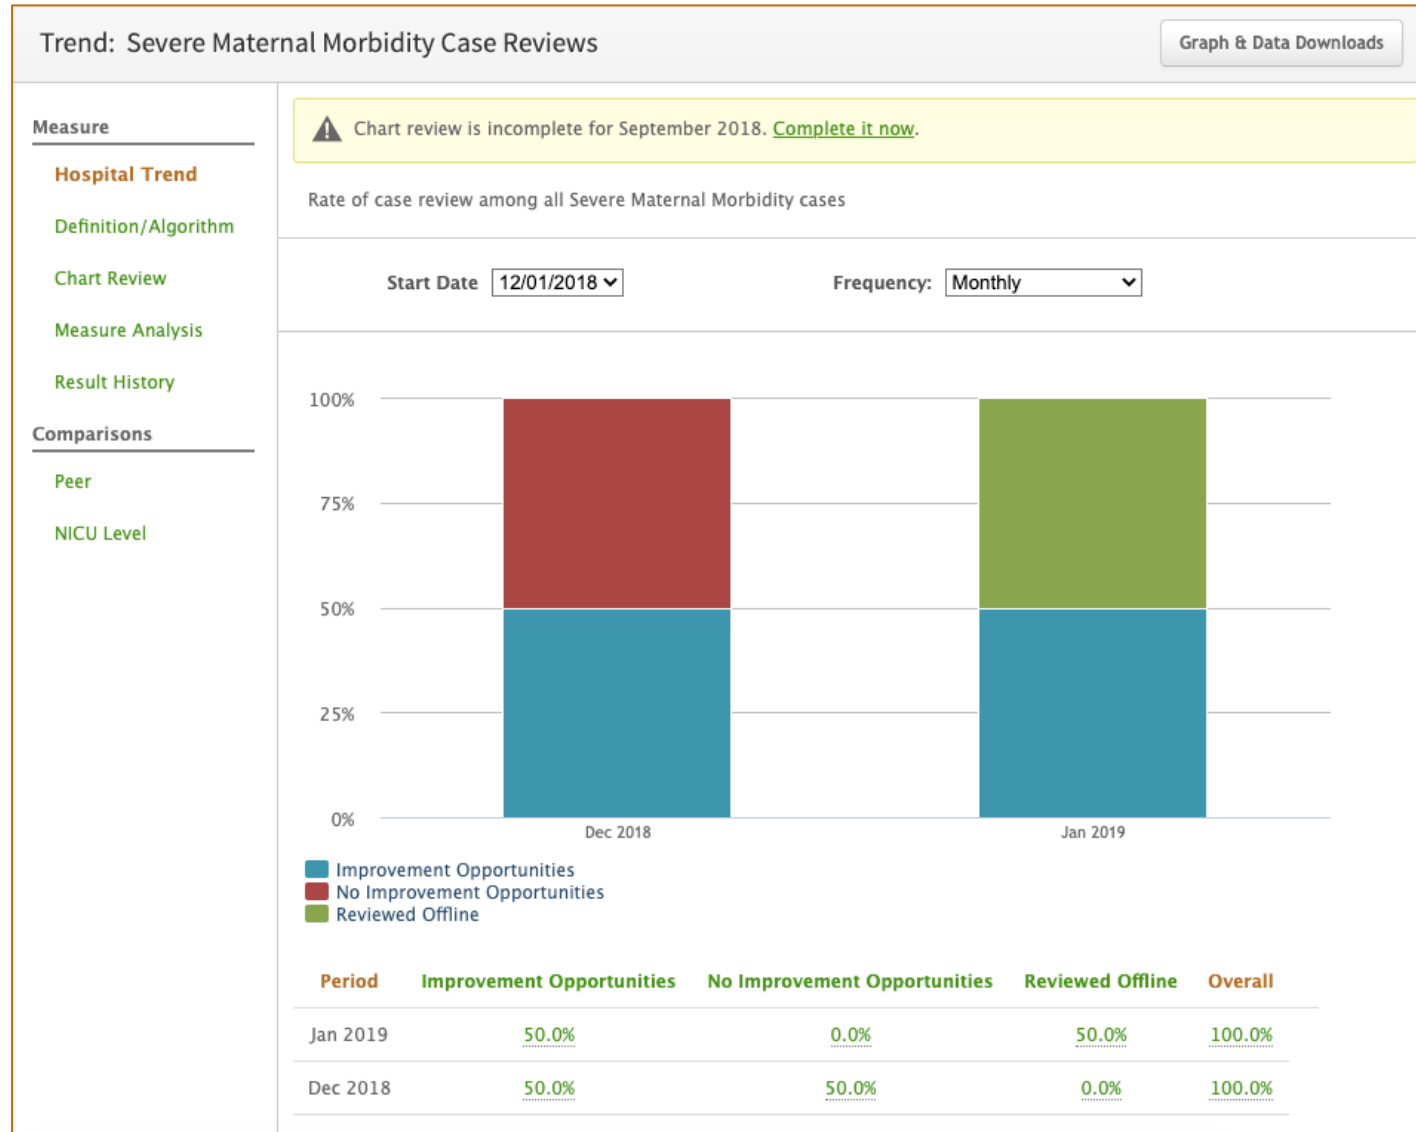 Trend: Severe Maternal Morbidity Case Reviews
Graph & Data Downloads
Measure
Hospital Trend
Definition/Algorithm
Chart Review
Measure Analysis
Result History
Comparisons
Peer
NICU Level
Chart review is incomplete for September 2018. Complete it now.
Rate of case review among all Severe Maternal Morbidity cases
Start Date 12/01/2018 Frequency: Monthly
100%
75%
50%
25%
0%
Dec 2018 Jan 2019
Improvement Opportunities
No Improvement Opportunities
Reviewed Offline
Period Improvement Opportunities No Improvement Opportunities Reviewed Offline Overall
Jan 2019 50.0% 0.0% 50.0% 100.0%
Dec 2018 50.0% 50.0% 0.0% 100.0%